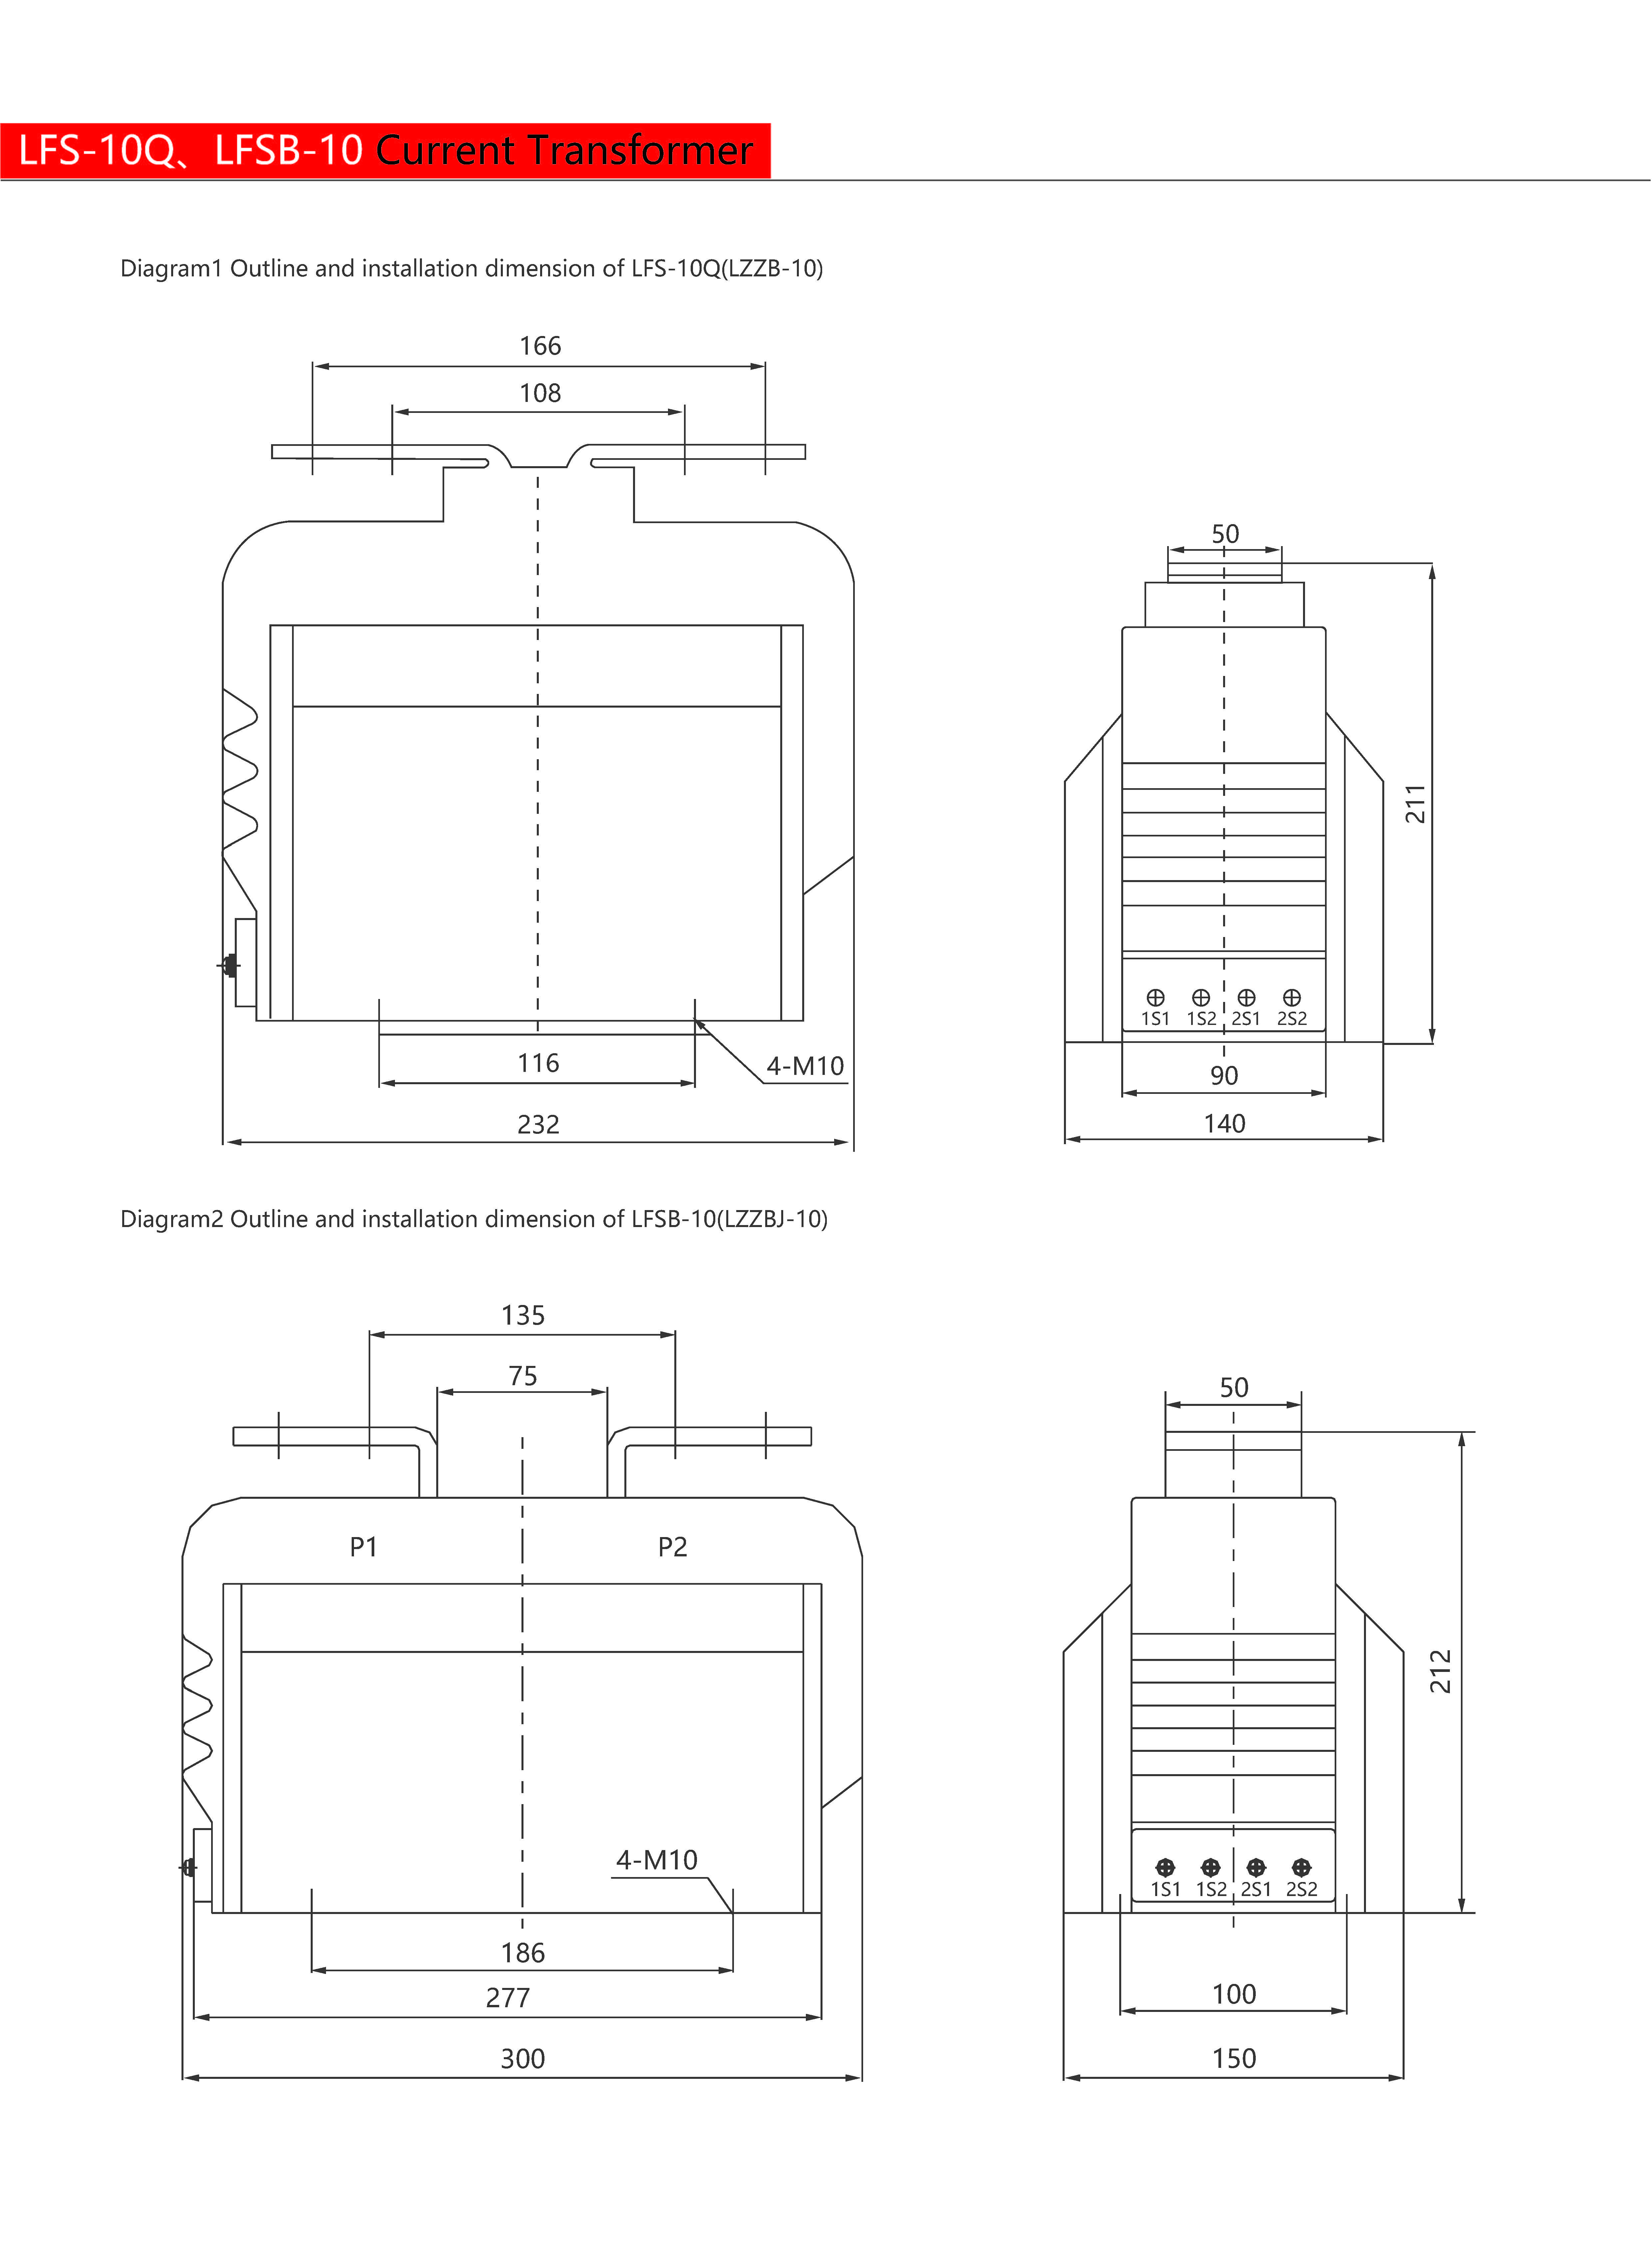 LFS-10Q、LFSB-10 Current Transformer
Diagram1 Outline and installation dimension of LFS-10Q(LZZB-10)
166
108
116
4-M10
232
50
211
1S1 1S2 2S1 2S2
90
140
Diagram2 Outline and installation dimension of LFSB-10(LZZBJ-10)
135
75
P1 P2
4-M10
186
277
300
50
212
1S1 1S2 2S1 2S2
100
150